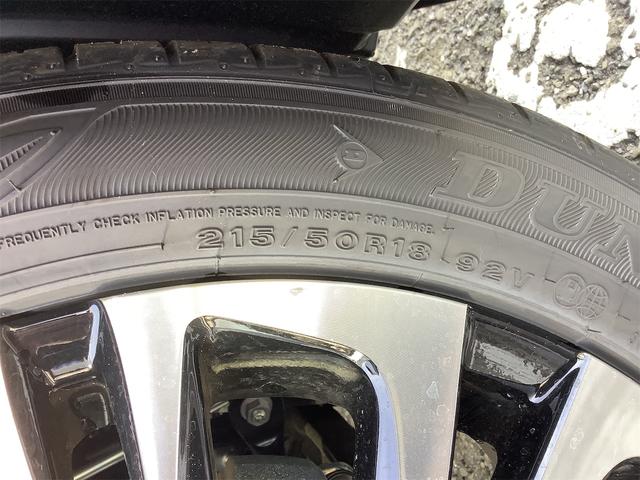 DUN
FREQUENTLY CHECK INFLATION PRESSURE AND INSPECT FOR DAMAGE.
215/50R18 92V